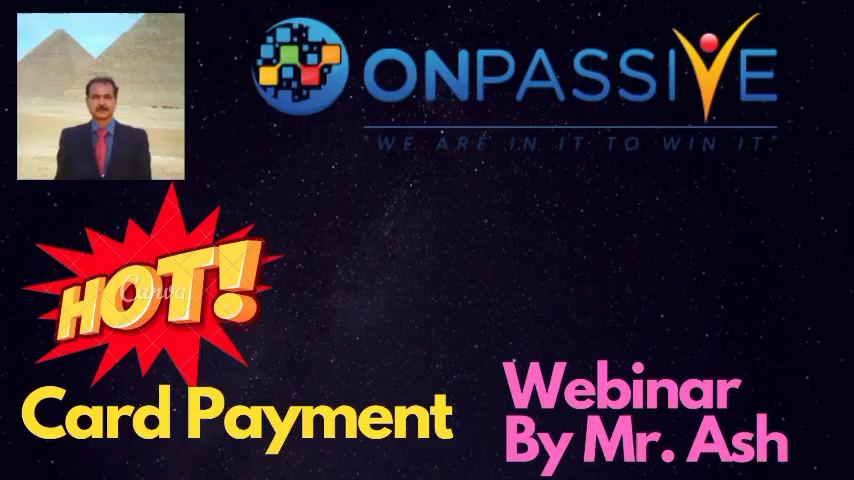 ONPASSIVE
"WE ARE IN IT TO WIN IT"
HOT!
Canva
Card Payment
Webinar
By Mr. Ash